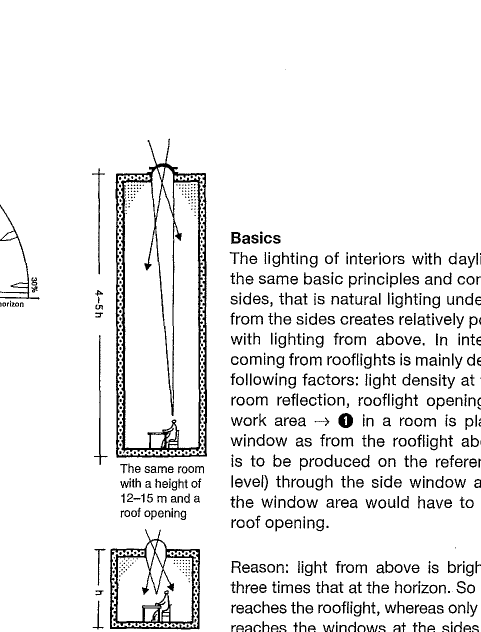 30%
horizon
4–5 h
The same room
with a height of
12–15 m and a
roof opening
h
Basics
The lighting of interiors with dayli
the same basic principles and con
sides, that is natural lighting unde
from the sides creates relatively po
with lighting from above. In inte
coming from rooflights is mainly de
following factors: light density at
room reflection, rooflight opening
work area → ❶ in a room is pla
window as from the rooflight abo
is to be produced on the referen
level) through the side window a
the window area would have to
roof opening.
Reason: light from above is brigh
three times that at the horizon. So
reaches the rooflight, whereas only
reaches the windows at the sides